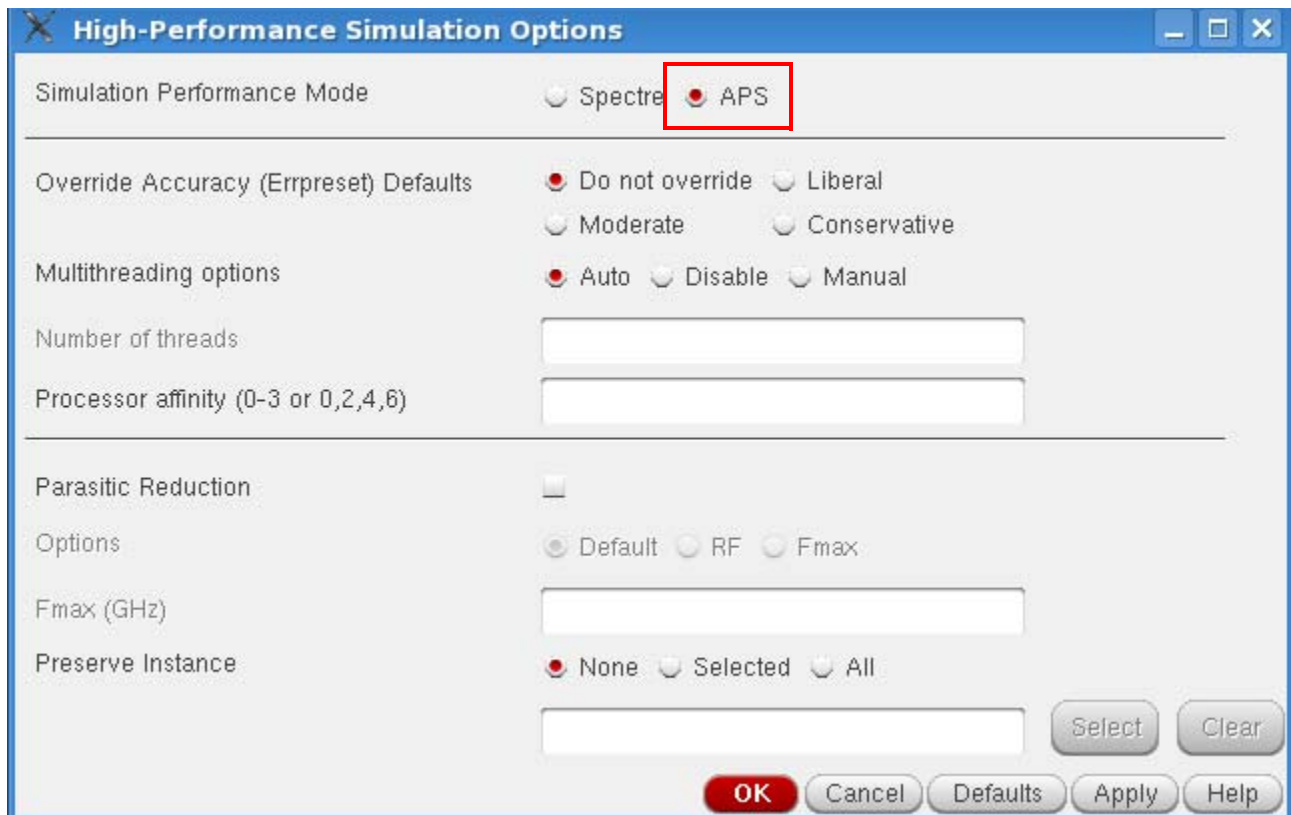 High-Performance Simulation Options
Simulation Performance Mode Spectre APS
Override Accuracy (Errpreset) Defaults Do not override Liberal
Moderate Conservative
Multithreading options Auto Disable Manual
Number of threads
Processor affinity (0-3 or 0,2,4,6)
Parasitic Reduction
Options Default RF Fmax
Fmax (GHz)
Preserve Instance None Selected All
Select Clear
OK Cancel Defaults Apply Help